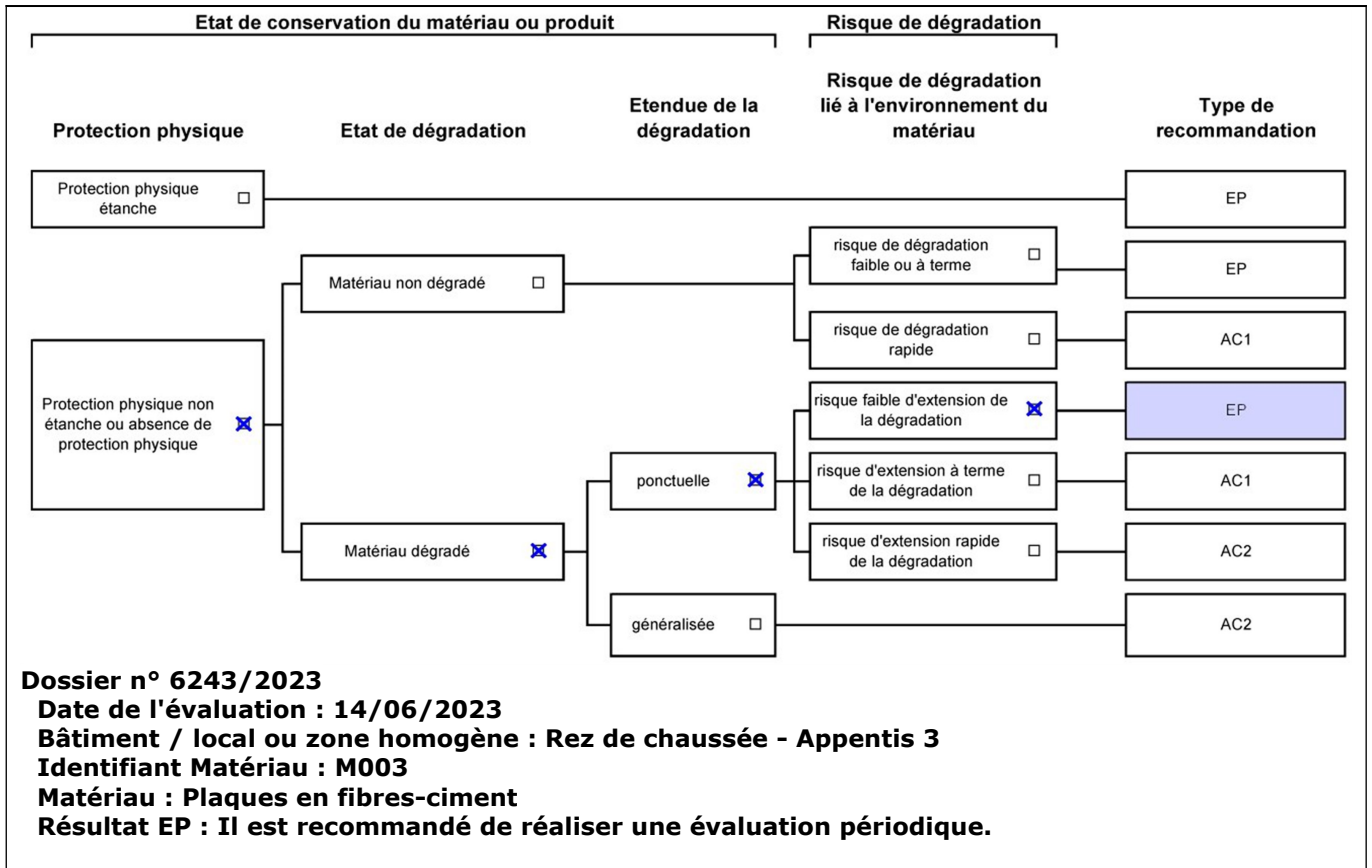 Etat de conservation du matériau ou produit
Risque de dégradation
Protection physique
Etat de dégradation
Etendue de la
dégradation
Risque de dégradation
lié à l'environnement du
matériau
Type de
recommandation
Protection physique
étanche
EP
risque de dégradation
faible ou à terme
EP
Matériau non dégradé
risque de dégradation
rapide
AC1
Protection physique non
étanche ou absence de
protection physique
risque faible d'extension de
la dégradation
EP
ponctuelle
risque d'extension à terme
de la dégradation
AC1
Matériau dégradé
risque d'extension rapide
de la dégradation
AC2
généralisée
AC2
Dossier n° 6243/2023
Date de l'évaluation : 14/06/2023
Bâtiment / local ou zone homogène : Rez de chaussée - Appentis 3
Identifiant Matériau : M003
Matériau : Plaques en fibres-ciment
Résultat EP : Il est recommandé de réaliser une évaluation périodique.